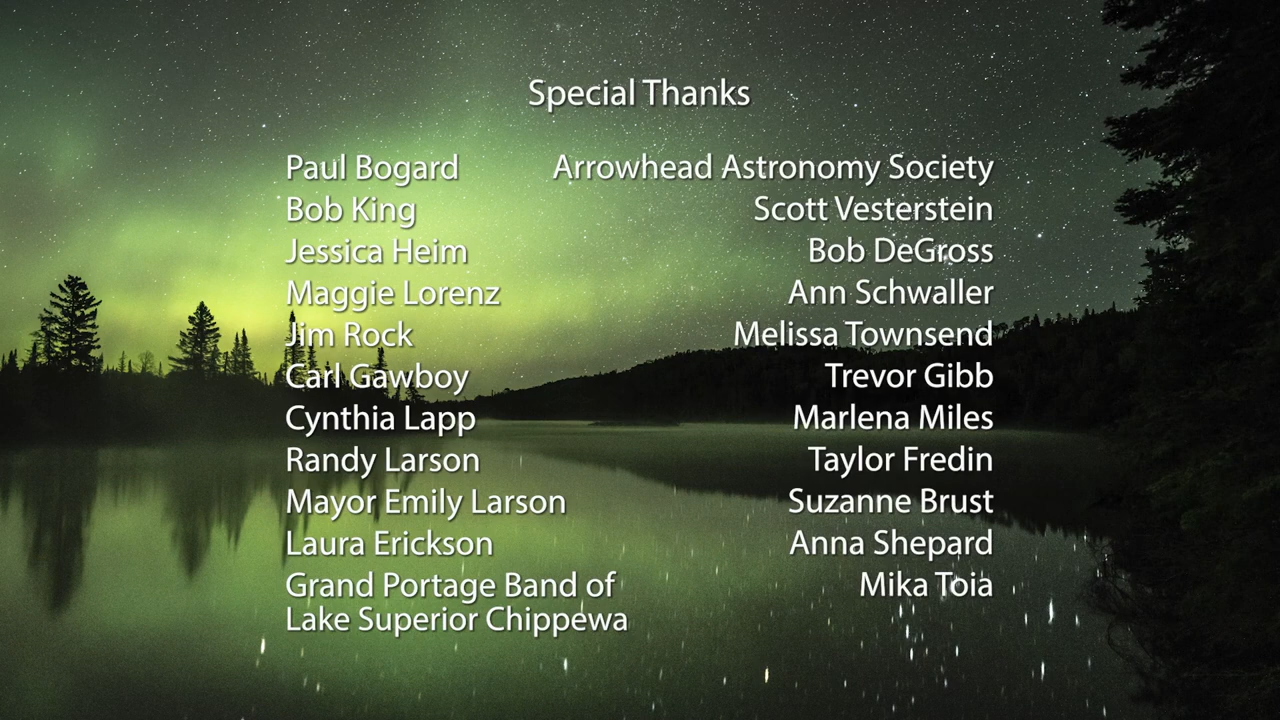 Special Thanks
Paul Bogard
Bob King
Jessica Heim
Maggie Lorenz
Jim Rock
Carl Gawboy
Cynthia Lapp
Randy Larson
Mayor Emily Larson
Laura Erickson
Grand Portage Band of
Lake Superior Chippewa
Arrowhead Astronomy Society
Scott Vesterstein
Bob DeGross
Ann Schwaller
Melissa Townsend
Trevor Gibb
Marlena Miles
Taylor Fredin
Suzanne Brust
Anna Shepard
Mika Toia